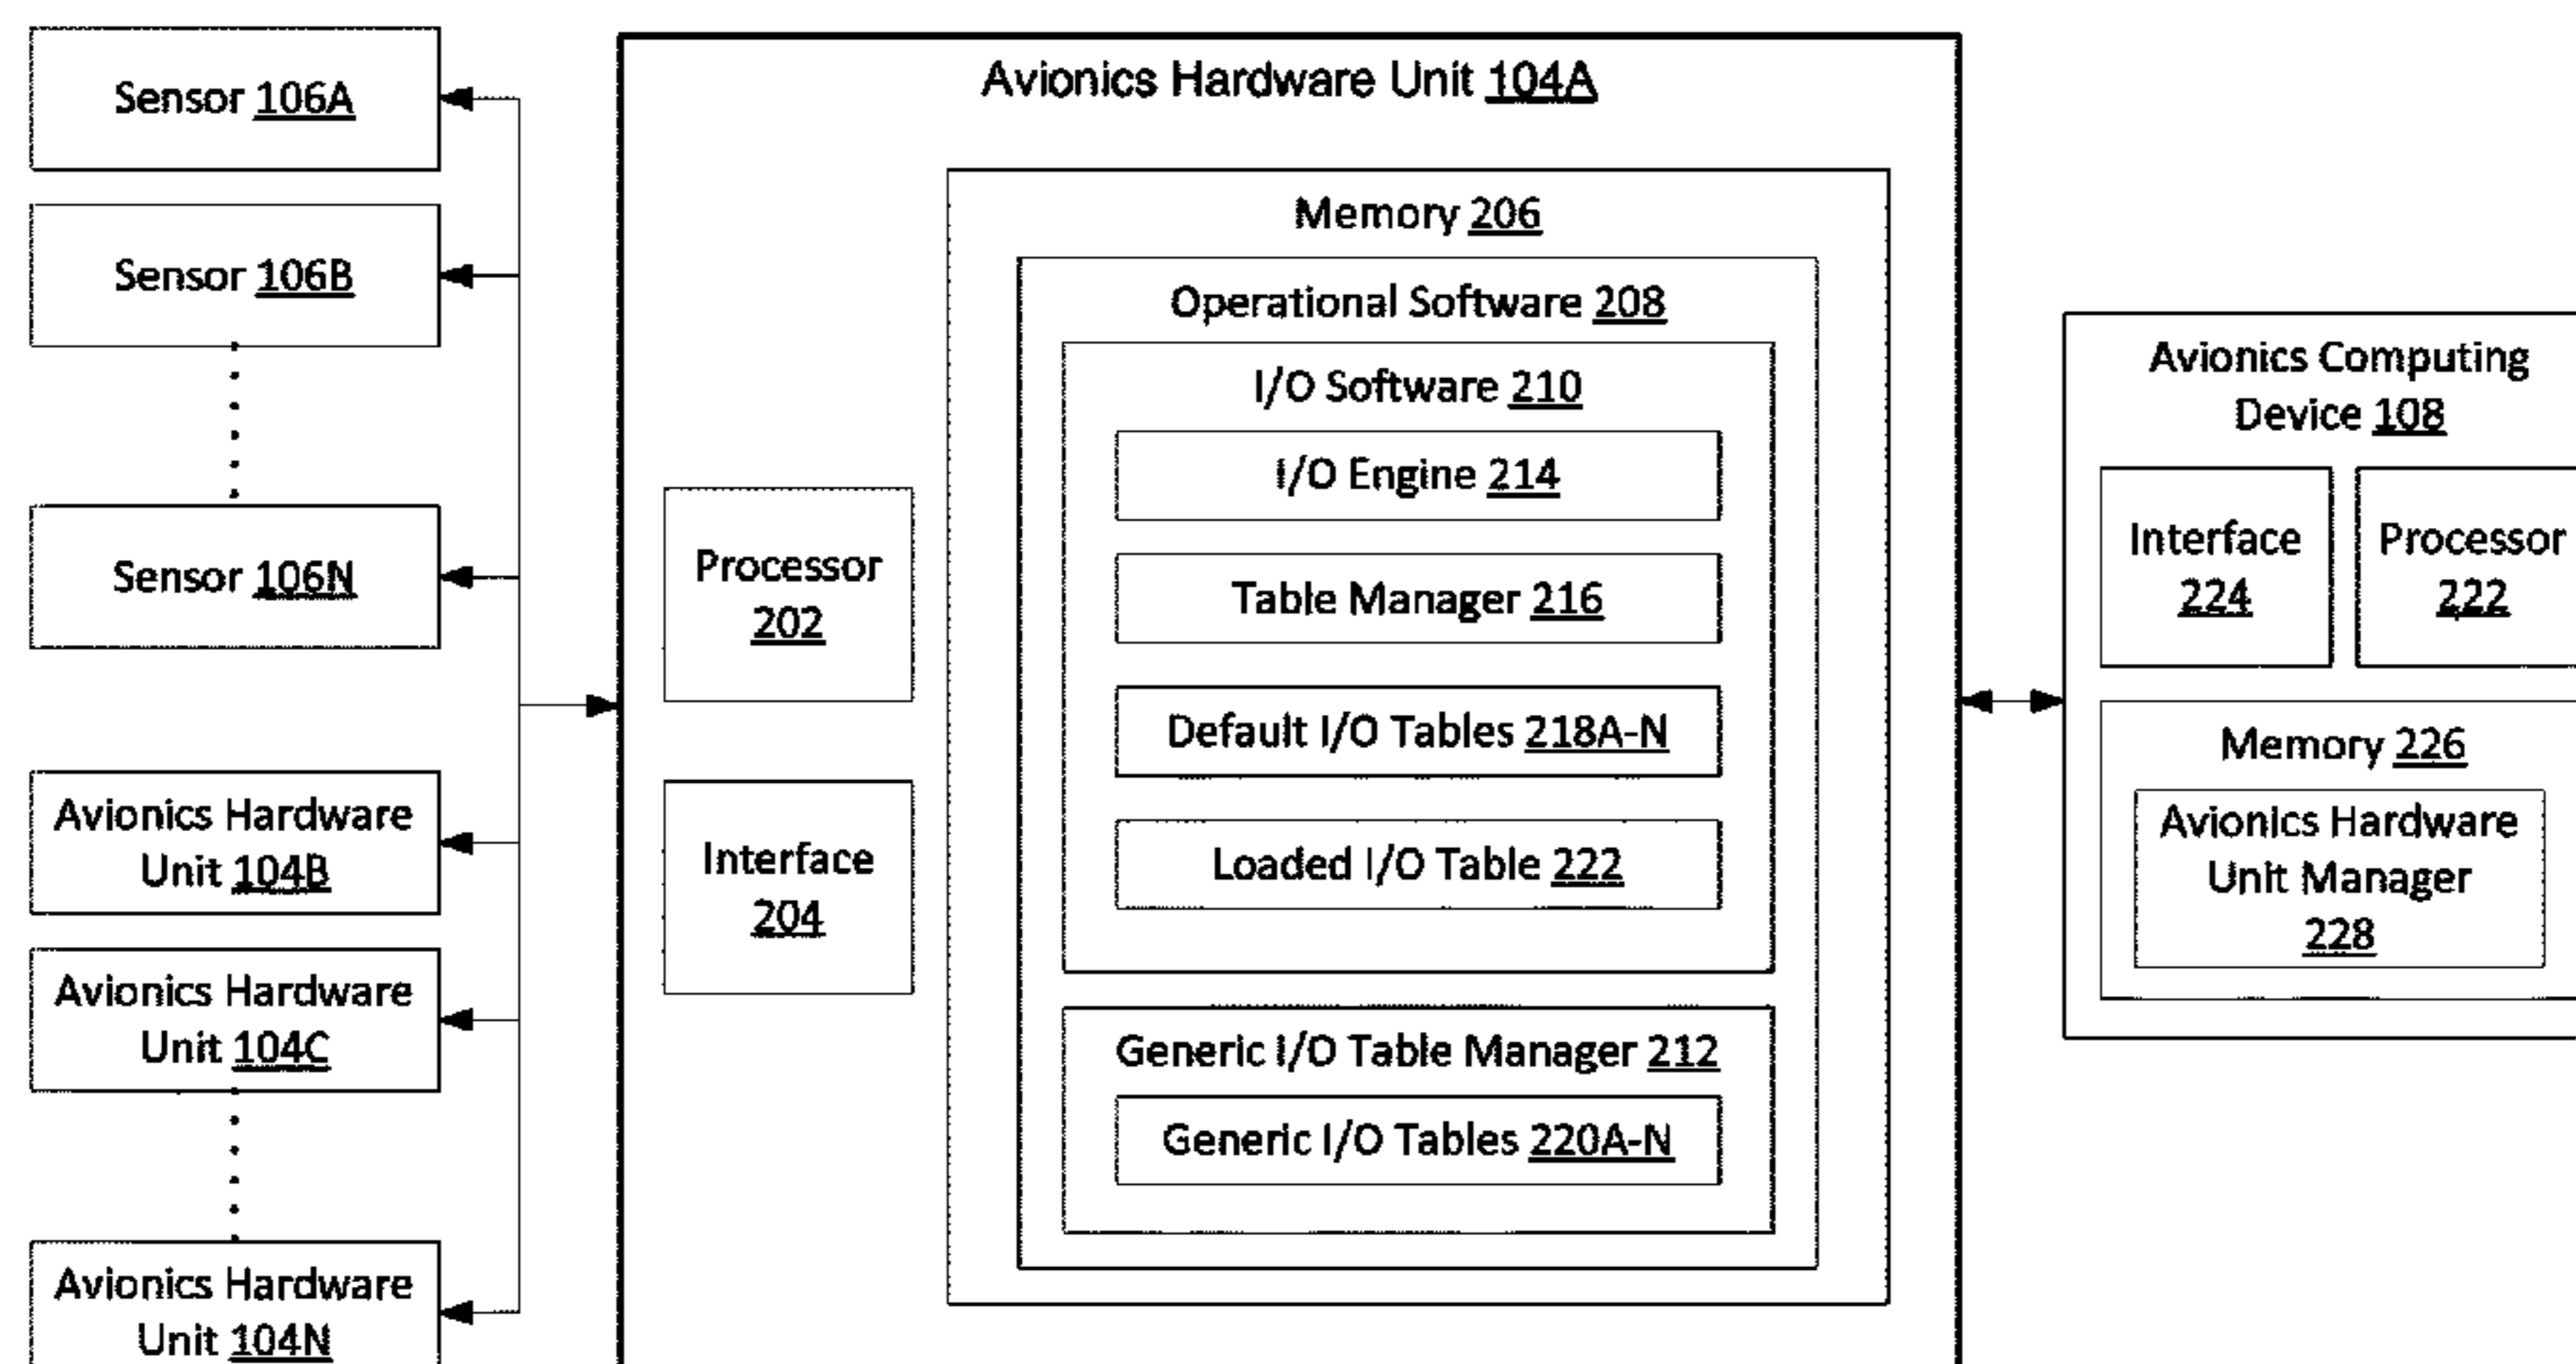 Sensor 106A
Sensor 106B
Sensor 106N
Avionics Hardware
Unit 104B
Avionics Hardware
Unit 104C
Avionics Hardware
Unit 104N
Avionics Hardware Unit 104A
Processor
202
Interface
204
Memory 206
Operational Software 208
I/O Software 210
I/O Engine 214
Table Manager 216
Default I/O Tables 218A-N
Loaded I/O Table 222
Generic I/O Table Manager 212
Generic I/O Tables 220A-N
Avionics Computing
Device 108
Interface
224
Processor
222
Memory 226
Avionics Hardware
Unit Manager
228